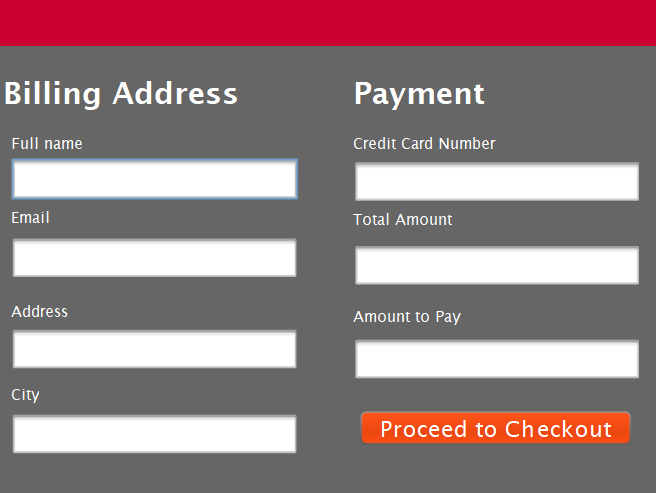 Billing Address
Full name
Email
Address
City
Payment
Credit Card Number
Total Amount
Amount to Pay
Proceed to Checkout